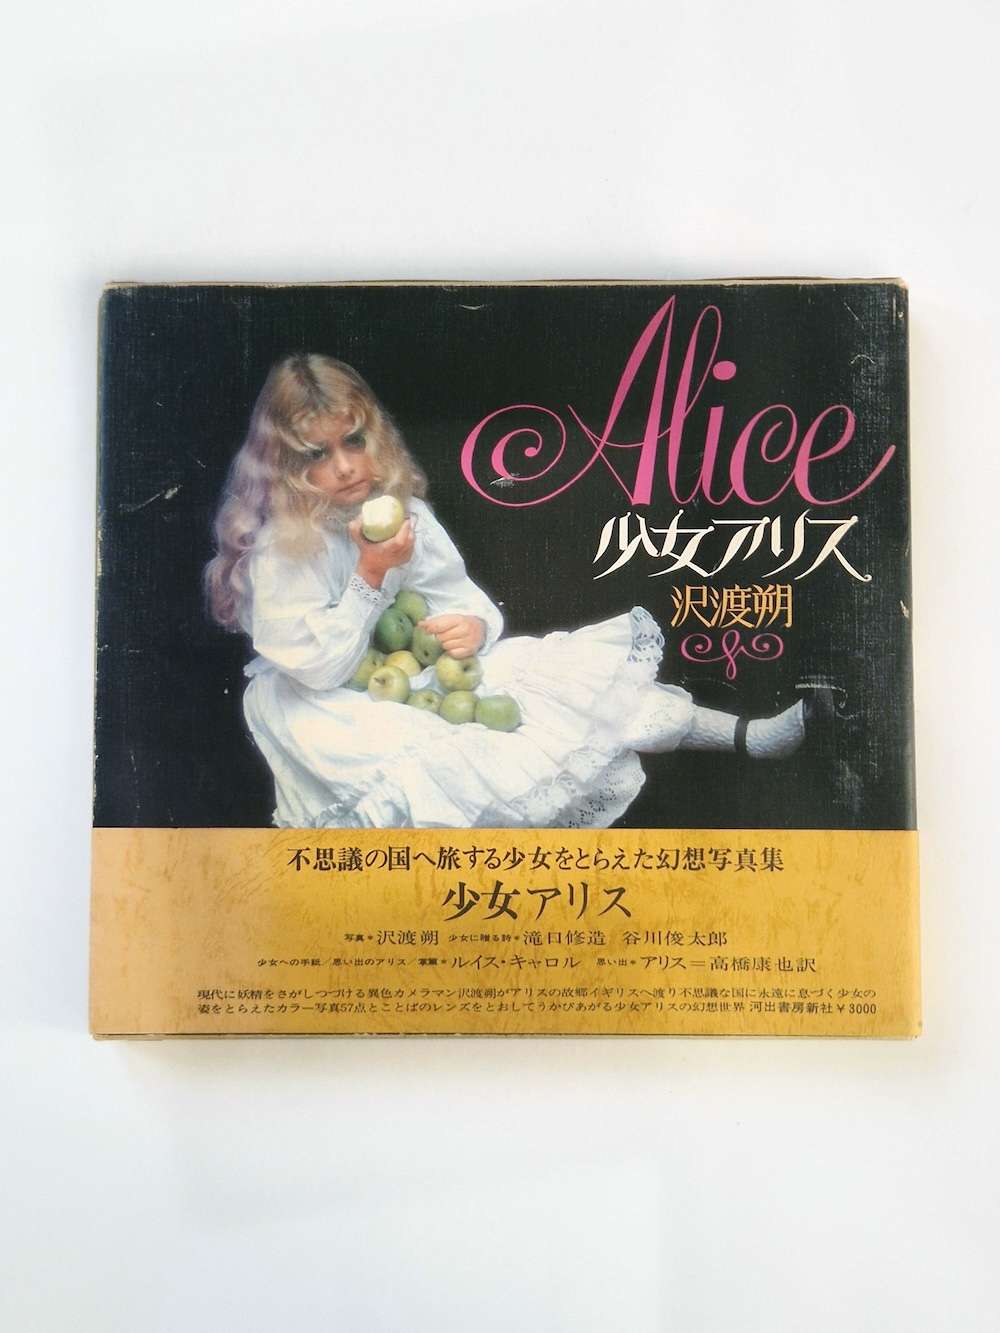 Alice
少女アリス
沢渡朔
不思議の国へ旅する少女をとらえた幻想写真集
少女アリス
写真*沢渡朔 少女に贈る詩*滝口修造 谷川俊太郎
少女への手紙/思い出のアリス/掌篇*ルイス・キャロル 思い出*アリス=高橋康也訳
現代に妖精をさがしつづける異色カメラマン沢渡朔がアリスの故郷イギリスへ渡り不思議な国に永遠に息づく少女の
姿をとらえたカラー写真57点とことばのレンズをとおしてうかびあがる少女アリスの幻想世界 河出書房新社¥3000